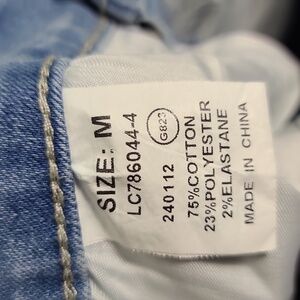 SIZE: M
LC786044-4
240112 G823
75%COTTON
23%POLYESTER
2%ELASTANE
MADE IN CHINA